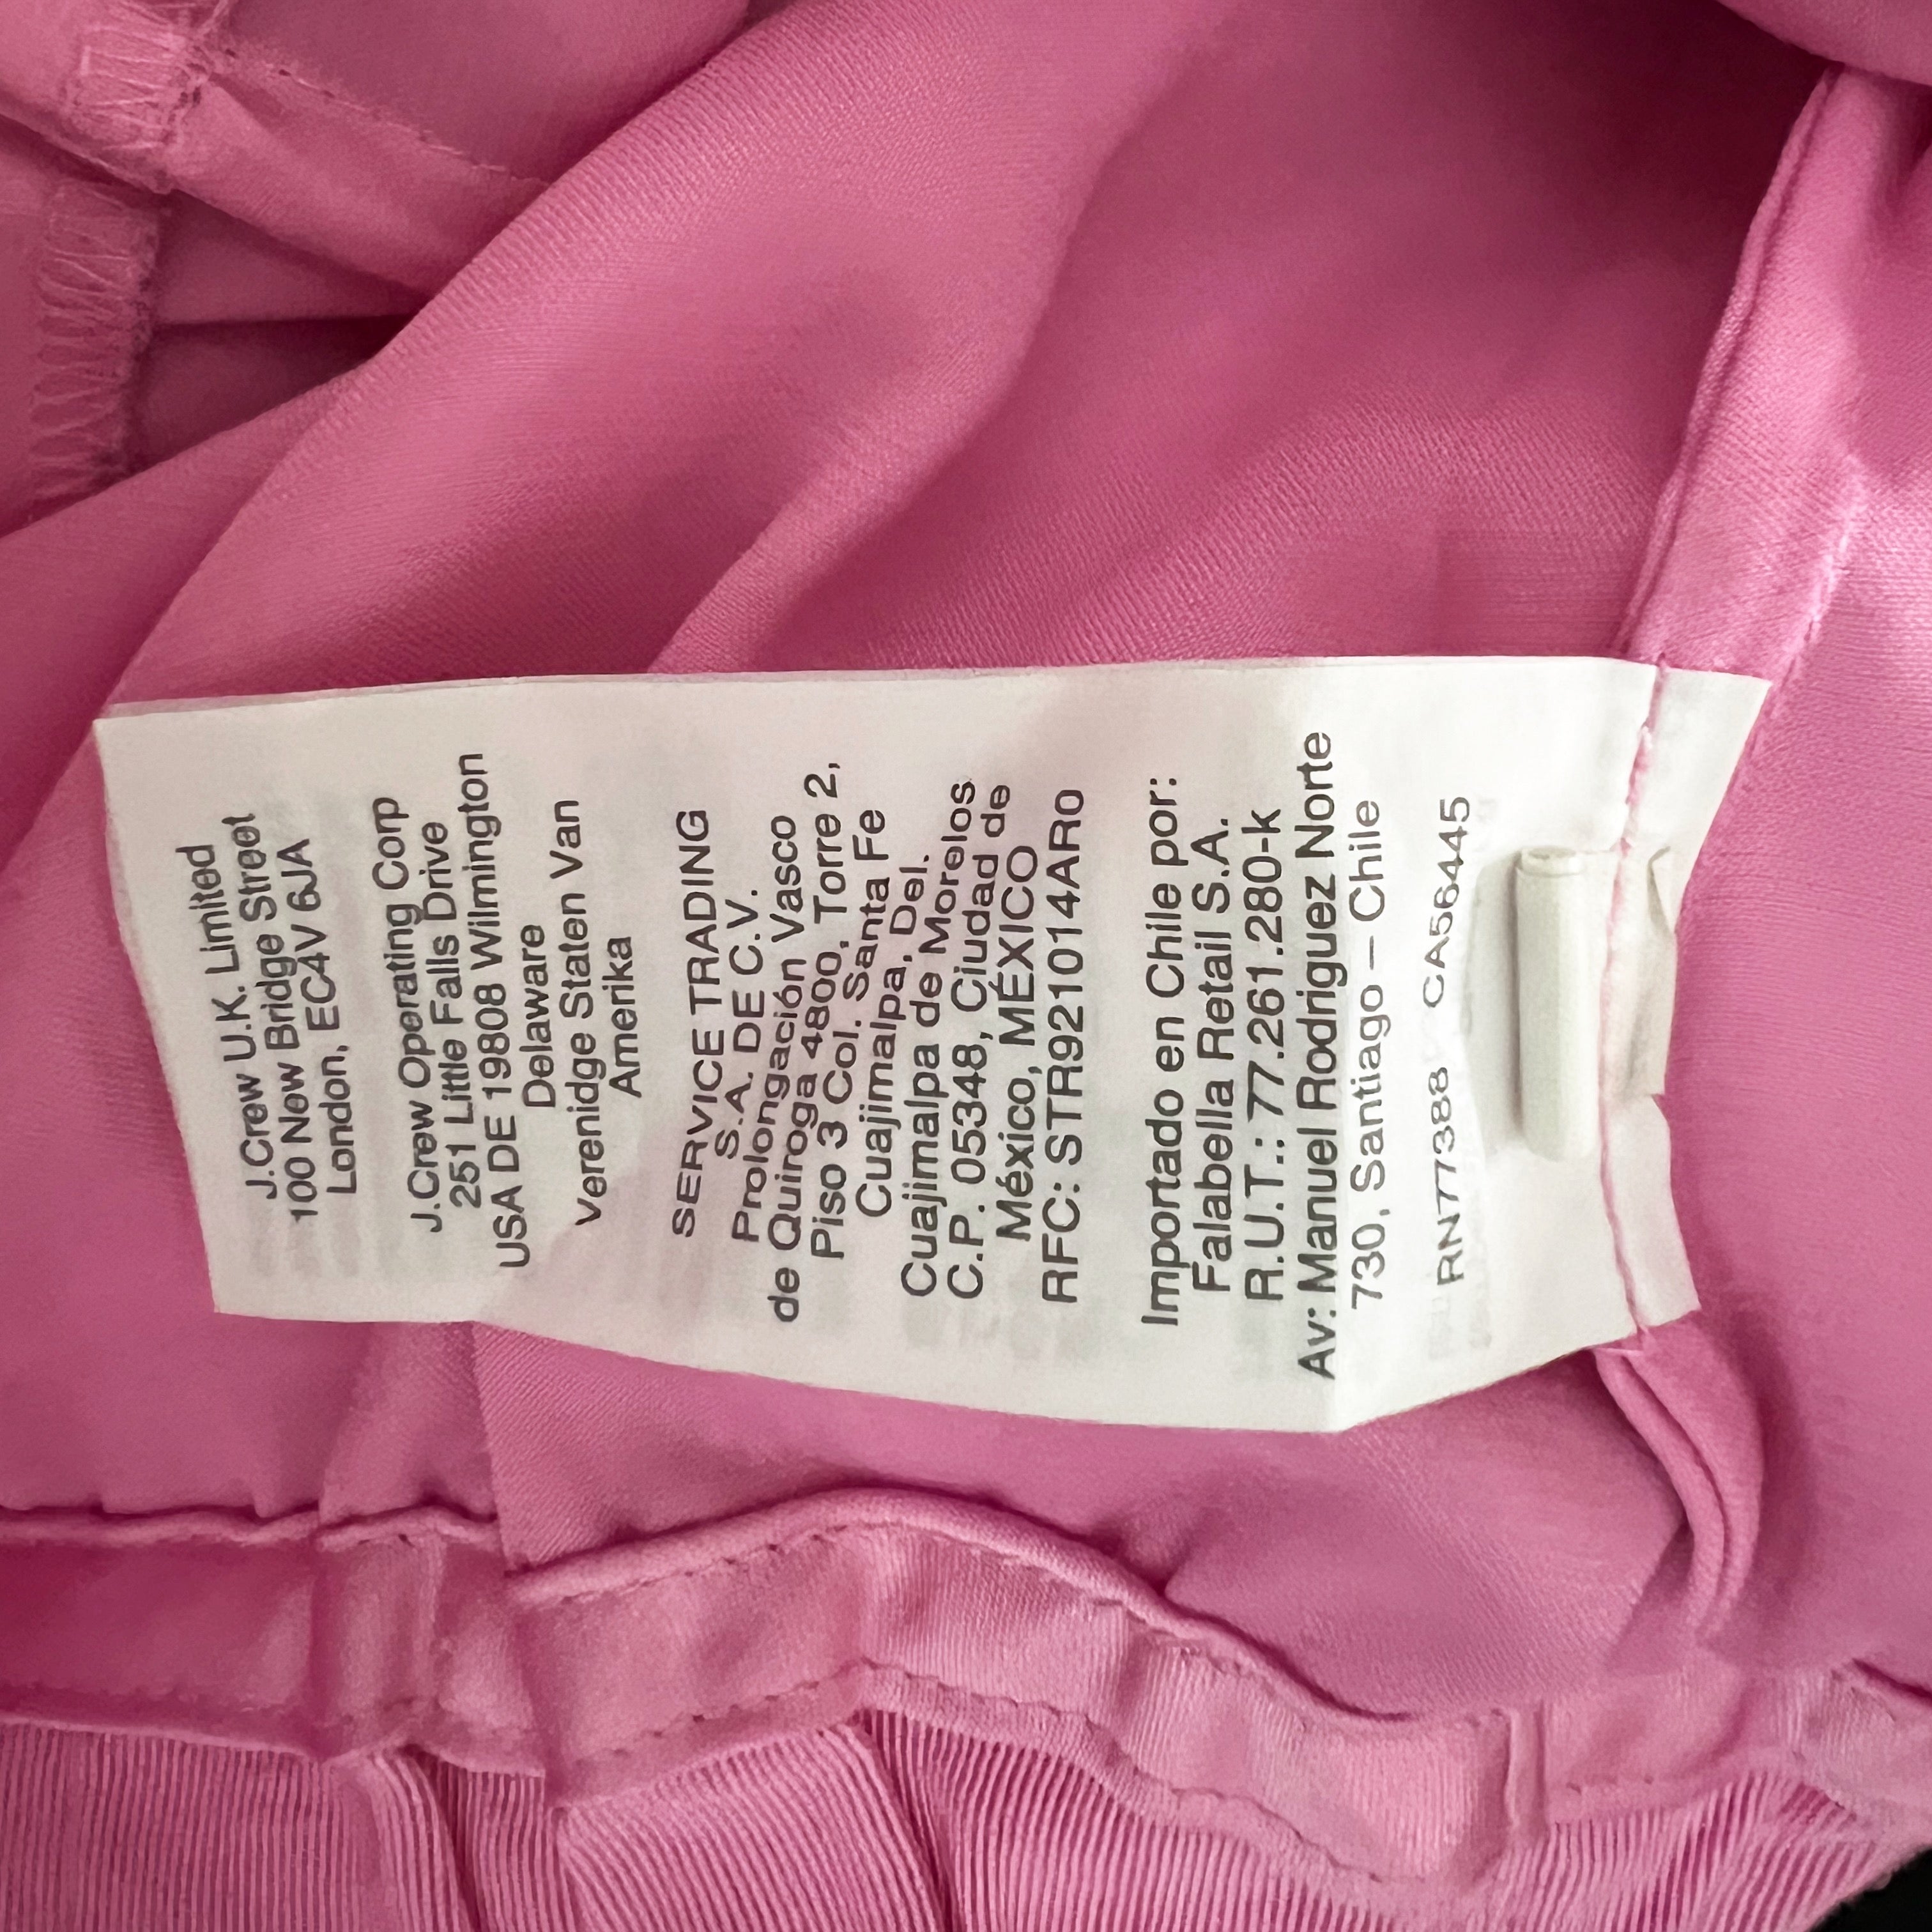 J.Crew U.K. Limited
100 New Bridge Street
London, EC4V 6JA
J.Crew Operating Corp
251 Little Falls Drive
USA DE 19808 Wilmington
Delaware
Verenidge Staten Van
Amerika
SERVICE TRADING
S.A. DE C.V.
Prolongación Vasco
de Quiroga 4800, Torre 2,
Piso 3 Col. Santa Fe
Cuajimalpa, Del.
Cuajimalpa de Morelos
C.P. 05348, Ciudad de
México, MÉXICO
RFC: STR921014AR0
Importado en Chile por:
Falabella Retail S.A.
R.U.T.: 77.261.280-k
Av: Manuel Rodriguez Norte
730, Santiago – Chile
RN77388 CA56445